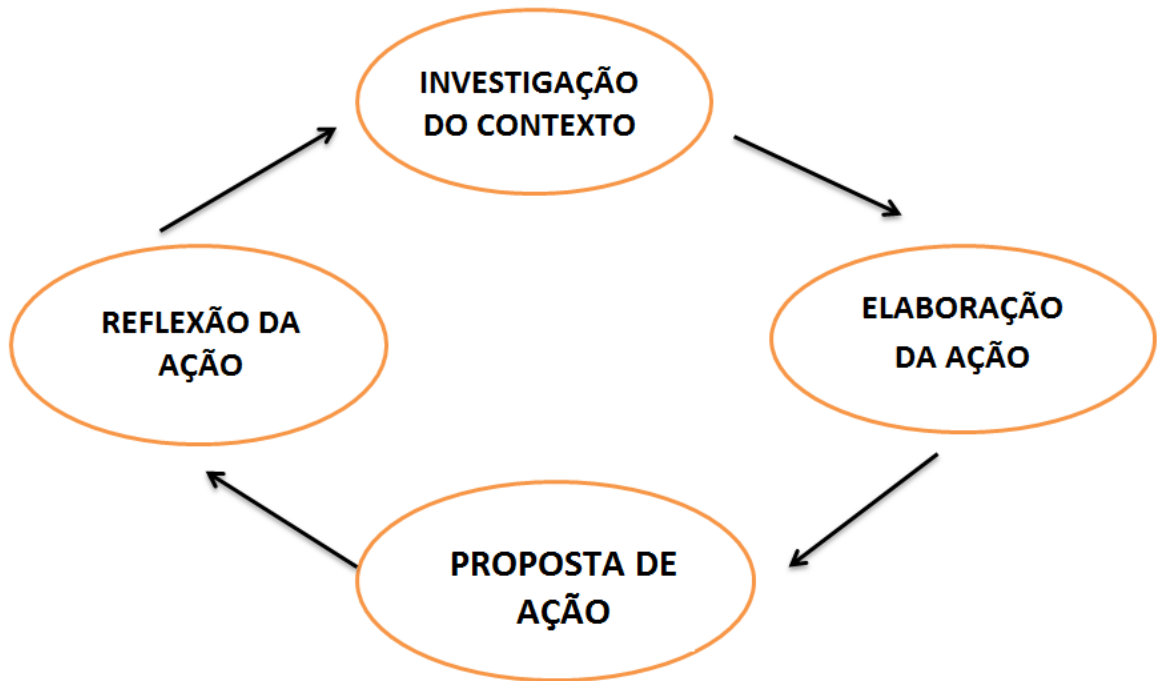 INVESTIGAÇÃO
DO CONTEXTO
ELABORAÇÃO
DA AÇÃO
PROPOSTA DE
AÇÃO
REFLEXÃO DA
AÇÃO